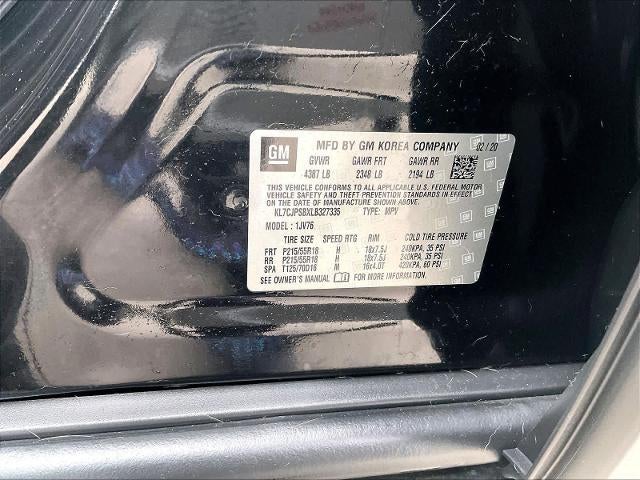 GM
MFD BY GM KOREA COMPANY 02/20
GVWR GAWR FRT GAWR RR
4387 LB 2348 LB 2194 LB
THIS VEHICLE CONFORMS TO ALL APPLICABLE U.S. FEDERAL MOTOR
VEHICLE SAFETY AND THEFT PREVENTION STANDARDS IN EFFECT ON
THE DATE OF MANUFACTURE SHOWN ABOVE.
KL7CJPSBXLB327335 TYPE: MPV
MODEL : 1JV76
TIRE SIZE SPEED RTG RIM COLD TIRE PRESSURE
FRT P215/55R18 H 18x7.5J 240KPA, 35 PSI
RR P215/55R18 H 18x7.5J 240KPA, 35 PSI
SPA T125/70D16 M 16x4.0T 420KPA, 60 PSI
SEE OWNER'S MANUAL FOR MORE INFORMATION.